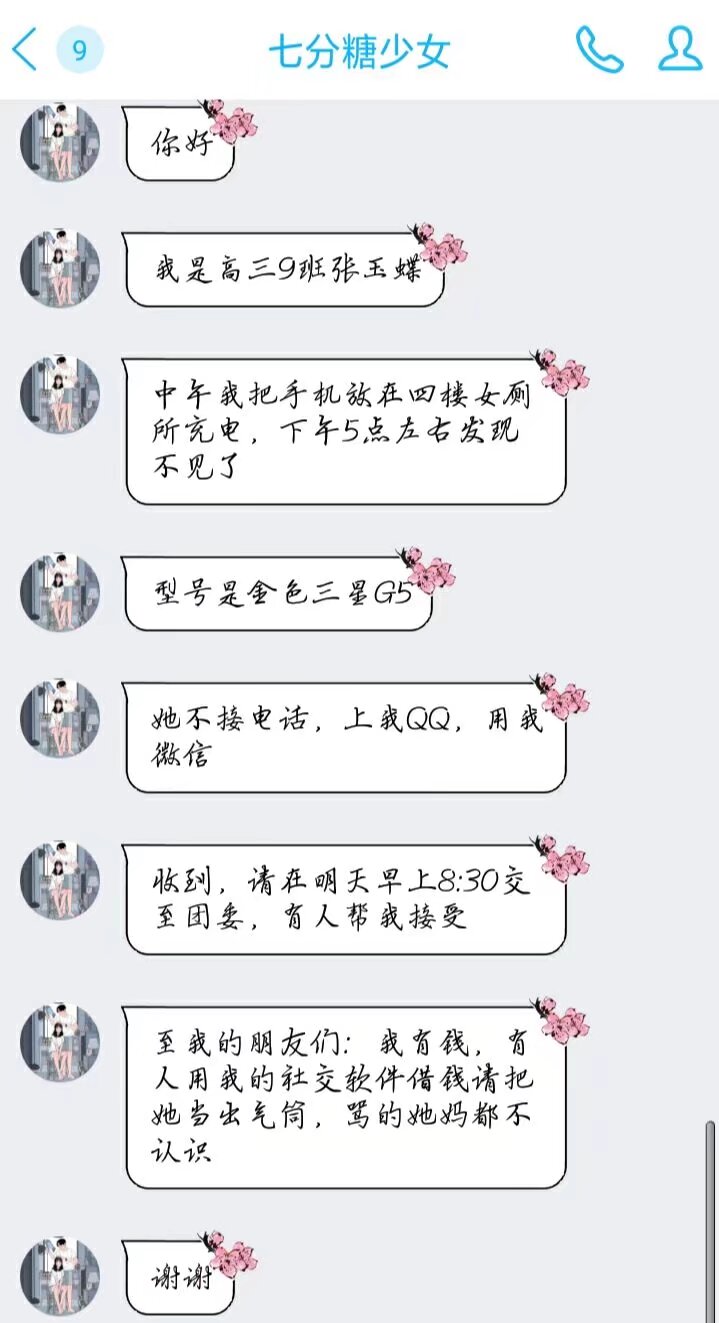 9
七分糖少女
你好
我是高三9班张玉蝶
中午我把手机放在四楼女厕
所充电，下午5点左右发现
不见了
型号是金色三星G5
她不接电话，上我QQ，用我
微信
收到，请在明天早上8:30交
至团委，有人帮我接受
至我的朋友们：我有钱，有
人用我的社交软件借钱请把
她当出气筒，骂的她妈都不
认识
谢谢